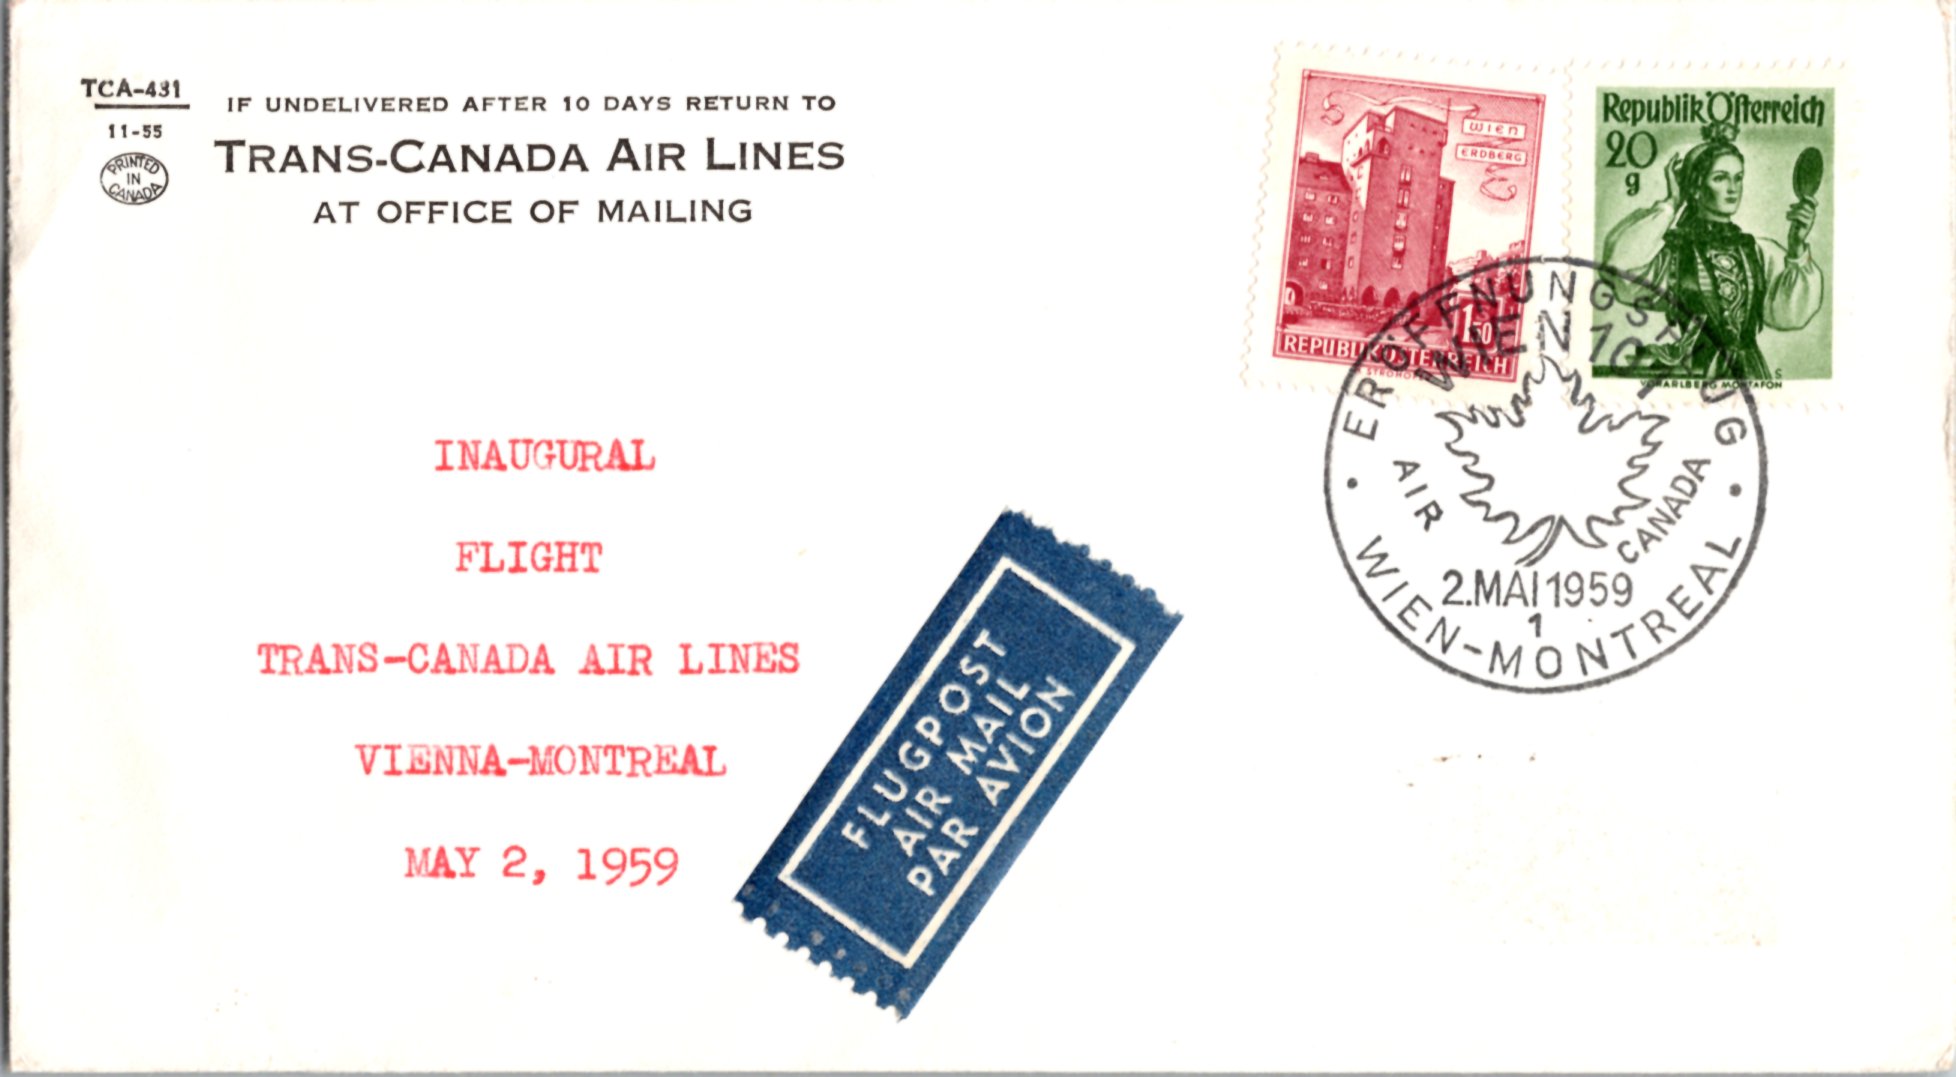 TCA-431
11-55
PRINTED
IN
CANADA
IF UNDELIVERED AFTER 10 DAYS RETURN TO
TRANS-CANADA AIR LINES
AT OFFICE OF MAILING
WIEN
ERDBERG
1.50
REPUBLIK ÖSTERREICH
Republik Österreich
20
g
VORARLBERG MONTAFON
ERÖFFNUNGSFLUG
WIEN 101
AIR
CANADA
2.MAI 1959
1
WIEN-MONTREAL
INAUGURAL
FLIGHT
TRANS-CANADA AIR LINES
VIENNA-MONTREAL
MAY 2, 1959
FLUGPOST
AIR MAIL
PAR AVION